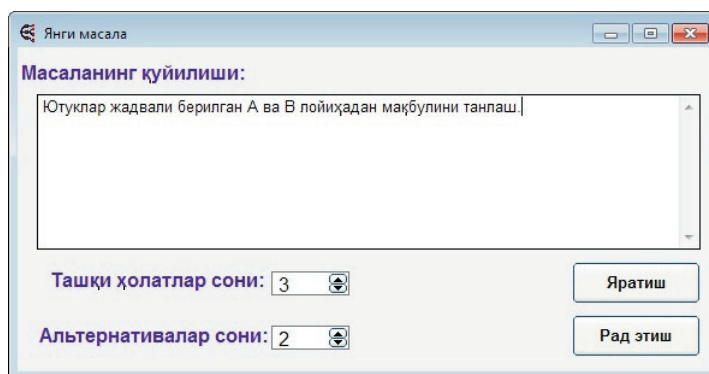 Янги масала
Масаланинг қуйилиши:
Ютуклар жадвали берилган А ва В лойиҳадан мақбулини танлаш.
Ташқи ҳолатлар сони: 3
Яратиш
Альтернативалар сони: 2
Рад этиш